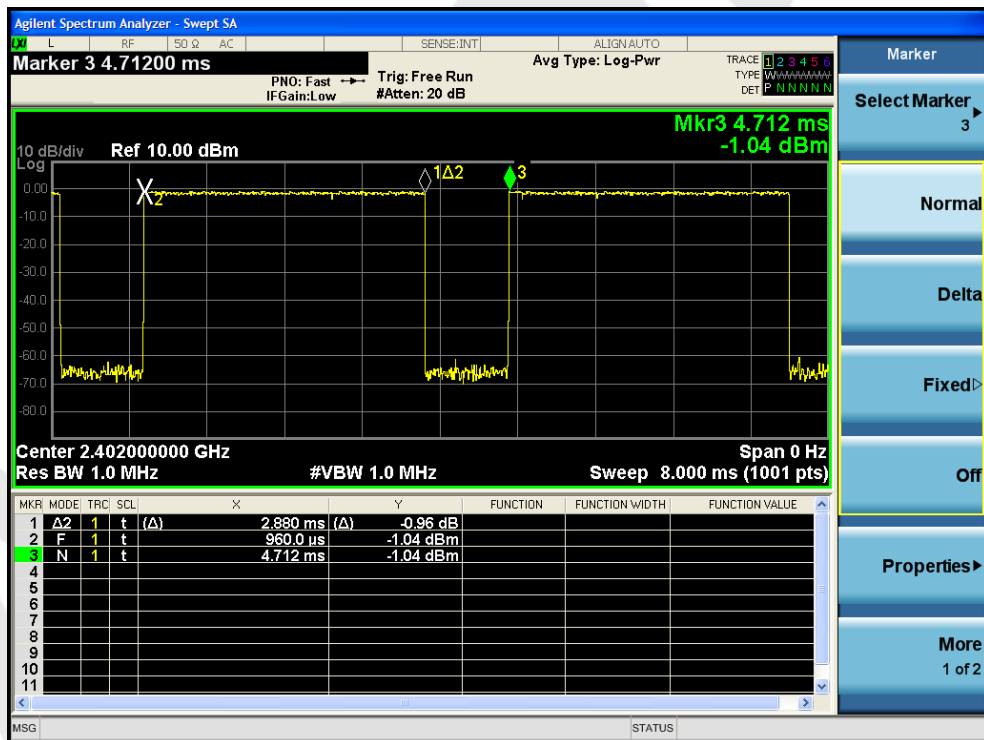 Agilent Spectrum Analyzer - Swept SA
LXI L RF 50 Ω AC SENSE:INT ALIGNAUTO
Marker 3 4.71200 ms
PNO: Fast
IFGain:Low
Trig: Free Run
#Atten: 20 dB
Avg Type: Log-Pwr
TRACE 1 2 3 4 5 6
TYPE W
DET P N N N N N
Mkr3 4.712 ms
-1.04 dBm
10 dB/div Ref 10.00 dBm
Log
0.00
-10.0
-20.0
-30.0
-40.0
-50.0
-60.0
-70.0
-80.0
X2
1Δ2
3
Center 2.402000000 GHz Span 0 Hz
Res BW 1.0 MHz #VBW 1.0 MHz Sweep 8.000 ms (1001 pts)
MKR MODE TRC SCL X Y FUNCTION FUNCTION WIDTH FUNCTION VALUE
1 Δ2 1 t (Δ) 2.880 ms (Δ) -0.96 dB
2 F 1 t 960.0 µs -1.04 dBm
3 N 1 t 4.712 ms -1.04 dBm
4
5
6
7
8
9
10
11
MSG STATUS
Marker
Select Marker
3
Normal
Delta
Fixed
Off
Properties
More
1 of 2